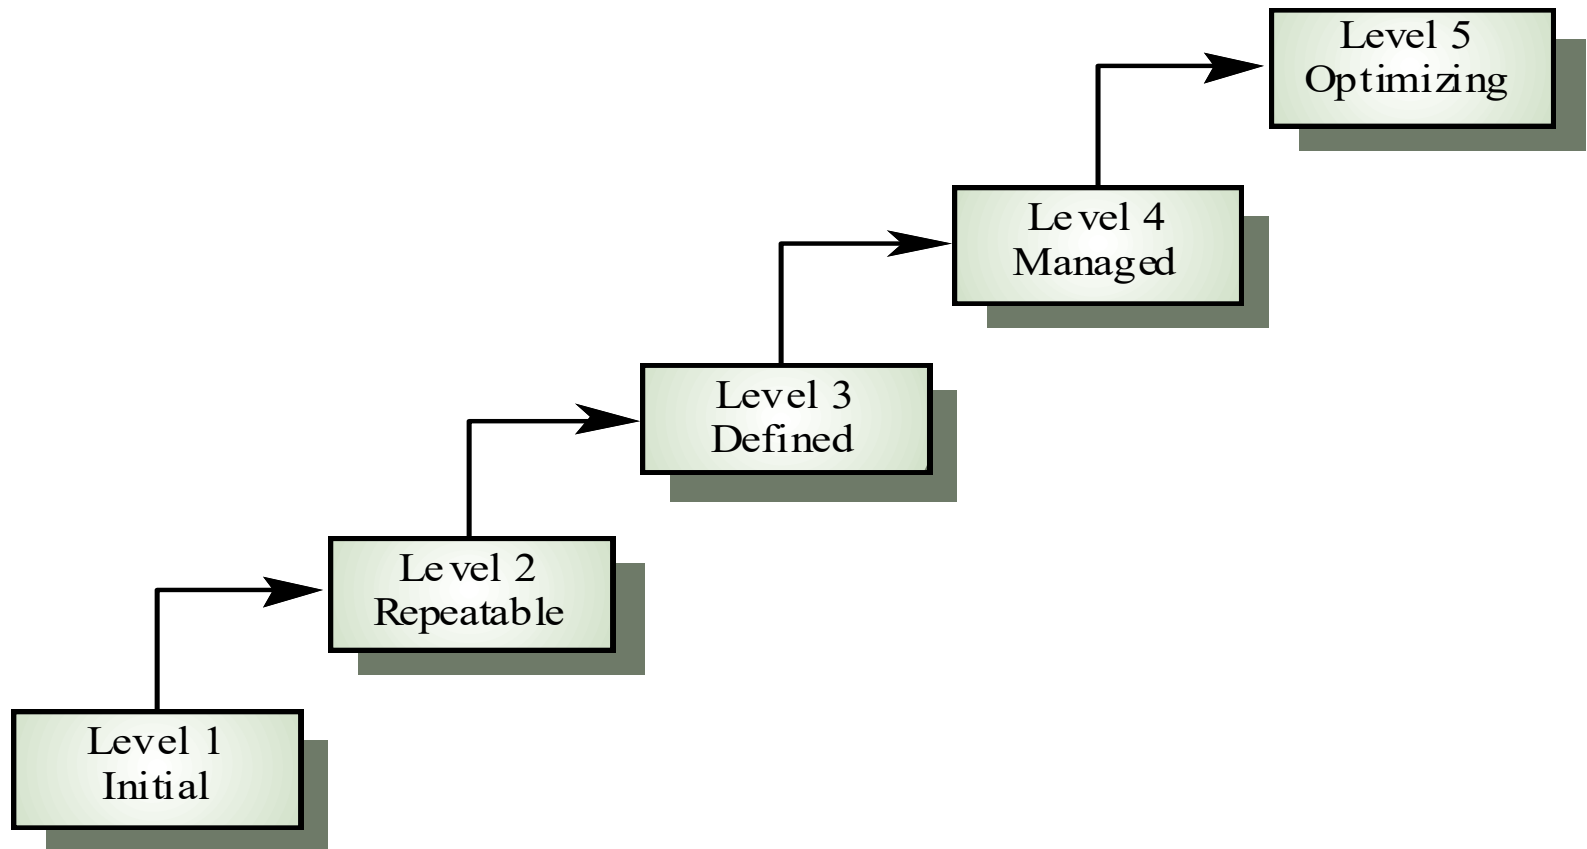 Level 5
Optimizing
Level 4
Managed
Level 3
Defined
Level 2
Repeatable
Level 1
Initial